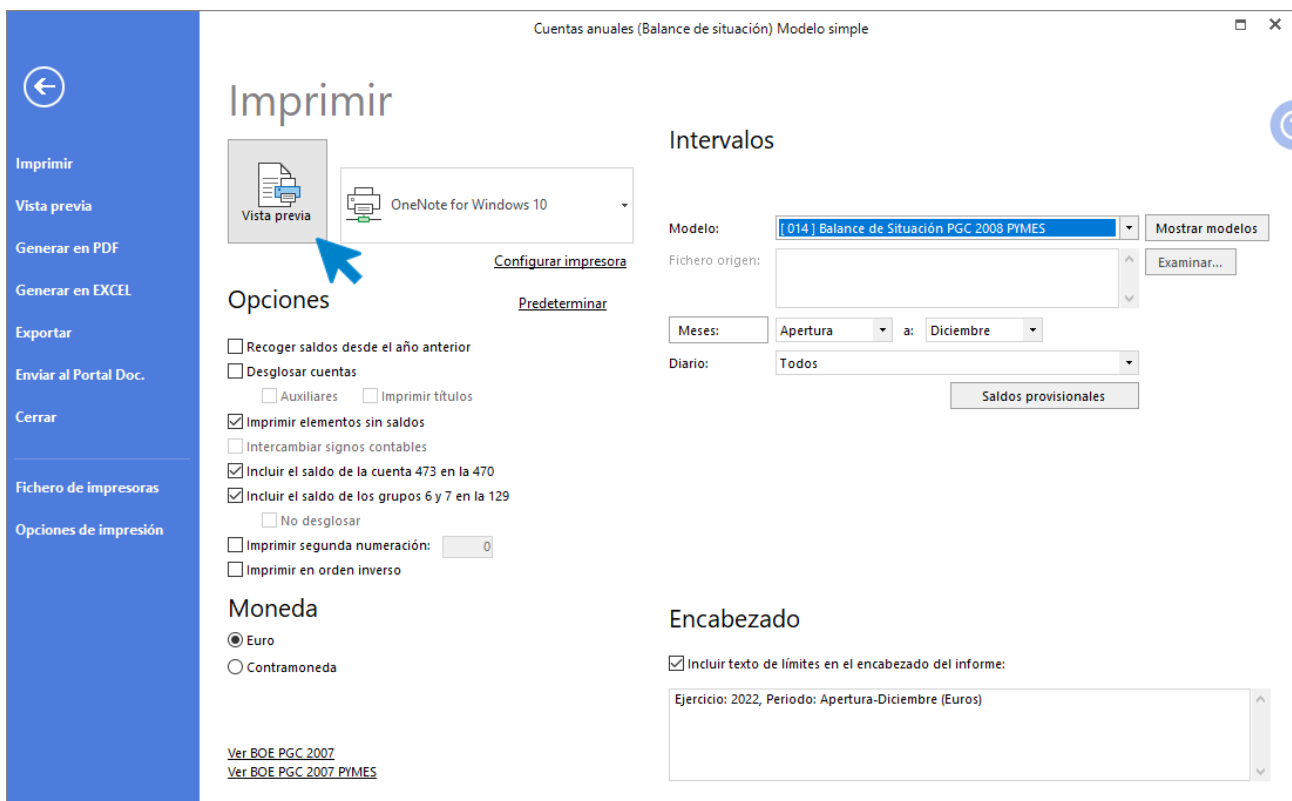 Cuentas anuales (Balance de situación) Modelo simple
Imprimir
Vista previa
Generar en PDF
Generar en EXCEL
Exportar
Enviar al Portal Doc.
Cerrar
Fichero de impresoras
Opciones de impresión
Imprimir
Vista previa
OneNote for Windows 10
Configurar impresora
Opciones
Predeterminar
Recoger saldos desde el año anterior
Desglosar cuentas
Auxiliares Imprimir títulos
Imprimir elementos sin saldos
Intercambiar signos contables
Incluir el saldo de la cuenta 473 en la 470
Incluir el saldo de los grupos 6 y 7 en la 129
No desglosar
Imprimir segunda numeración: 0
Imprimir en orden inverso
Moneda
Euro
Contramoneda
Ver BOE PGC 2007
Ver BOE PGC 2007 PYMES
Intervalos
Modelo: [ 014 ] Balance de Situación PGC 2008 PYMES Mostrar modelos
Fichero origen: Examinar...
Meses: Apertura a: Diciembre
Diario: Todos
Saldos provisionales
Encabezado
Incluir texto de límites en el encabezado del informe:
Ejercicio: 2022, Periodo: Apertura-Diciembre (Euros)